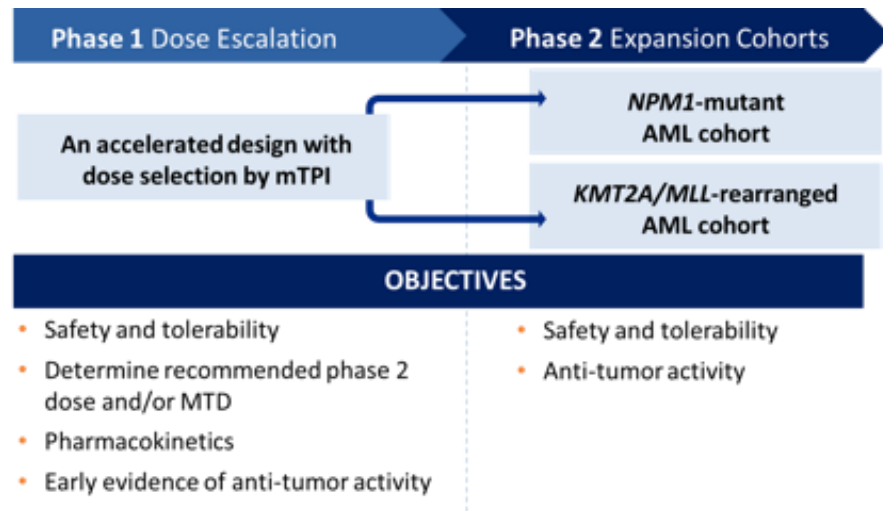 Phase 1 Dose Escalation
Phase 2 Expansion Cohorts
An accelerated design with
dose selection by mTPI
NPM1-mutant
AML cohort
KMT2A/MLL-rearranged
AML cohort
OBJECTIVES
• Safety and tolerability
• Determine recommended phase 2
dose and/or MTD
• Pharmacokinetics
• Early evidence of anti-tumor activity
• Safety and tolerability
• Anti-tumor activity